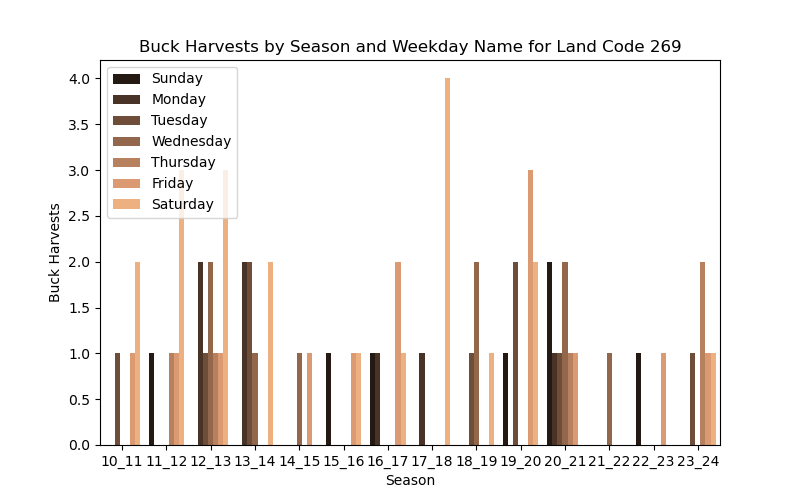 Buck Harvests by Season and Weekday Name for Land Code 269
Sunday
Monday
Tuesday
Wednesday
Thursday
Friday
Saturday
4.0
3.5
3.0
2.5
2.0
1.5
1.0
0.5
0.0
Buck Harvests
10_11 11_12 12_13 13_14 14_15 15_16 16_17 17_18 18_19 19_20 20_21 21_22 22_23 23_24
Season